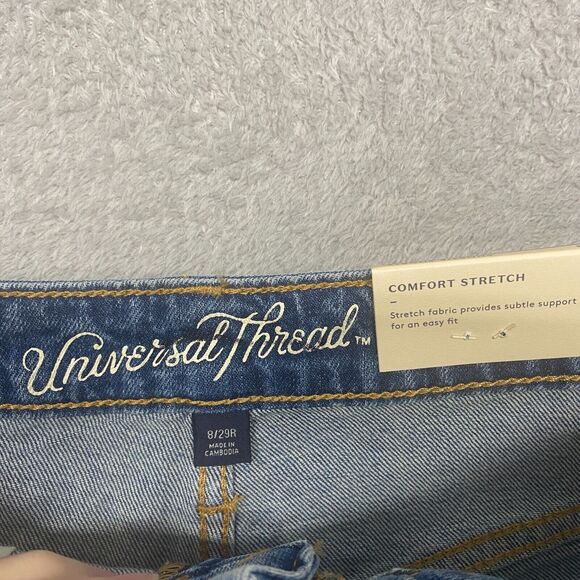 Universal Thread™
COMFORT STRETCH
Stretch fabric provides subtle support
for an easy fit
8/29R
MADE IN
CAMBODIA